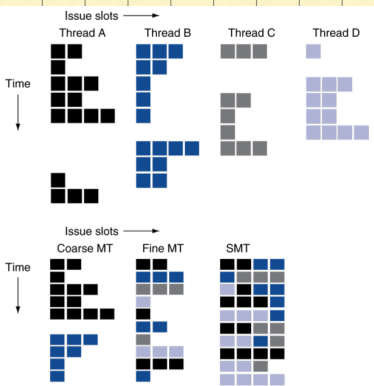 Issue slots
Thread A Thread B Thread C Thread D
Time
Issue slots
Coarse MT Fine MT SMT
Time